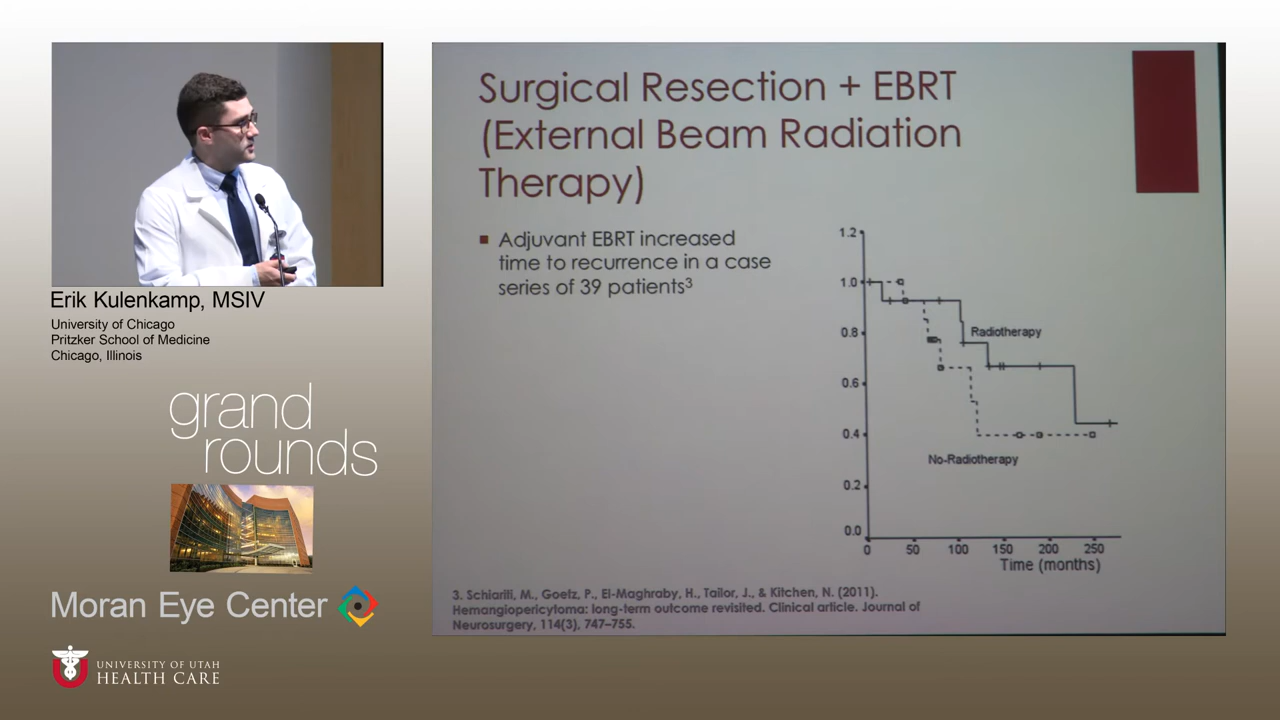 Surgical Resection + EBRT
(External Beam Radiation
Therapy)
Adjuvant EBRT increased
time to recurrence in a case
series of 39 patients3
1.2
1.0
0.8
0.6
0.4
0.2
0.0
Radiotherapy
No-Radiotherapy
0 50 100 150 200 250
Time (months)
3. Schiariti, M., Goetz, P., El-Maghraby, H., Tailor, J., & Kitchen, N. (2011).
Hemangiopericytoma: long-term outcome revisited. Clinical article. Journal of
Neurosurgery, 114(3), 747–755.
Erik Kulenkamp, MSIV
University of Chicago
Pritzker School of Medicine
Chicago, Illinois
grand
rounds
Moran Eye Center
UNIVERSITY OF UTAH
HEALTH CARE
U